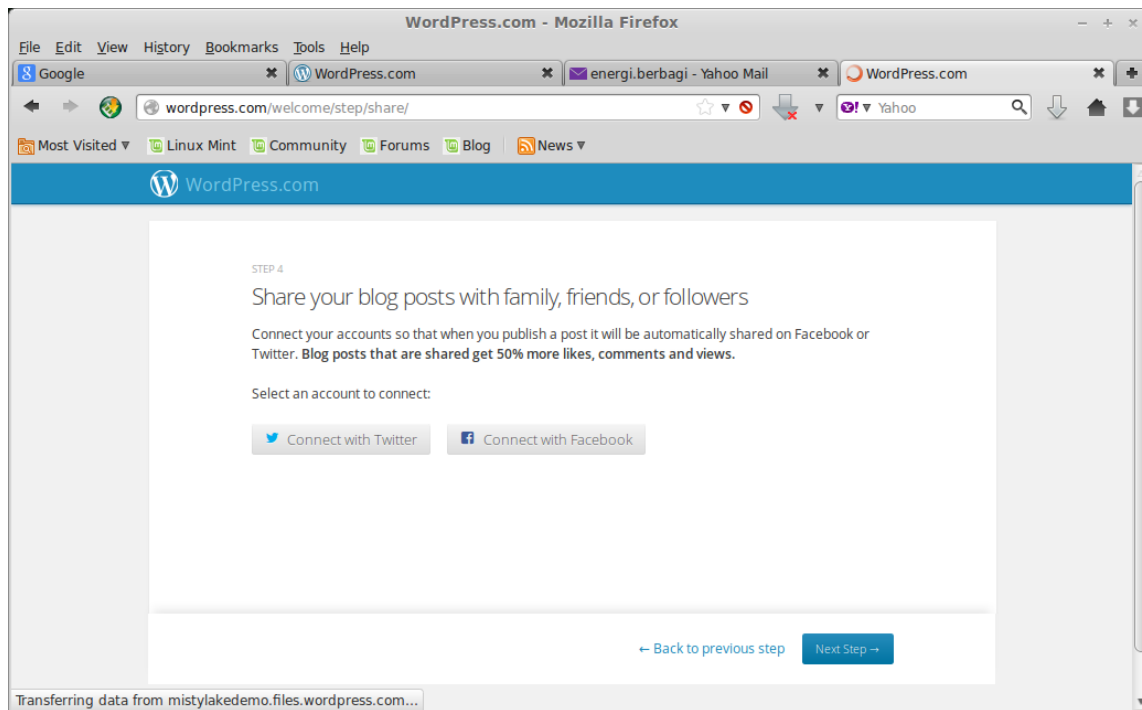 WordPress.com - Mozilla Firefox
File Edit View History Bookmarks Tools Help
Google WordPress.com energi.berbagi - Yahoo Mail WordPress.com
wordpress.com/welcome/step/share/ Yahoo
Most Visited Linux Mint Community Forums Blog News
WordPress.com
STEP 4
Share your blog posts with family, friends, or followers
Connect your accounts so that when you publish a post it will be automatically shared on Facebook or
Twitter. Blog posts that are shared get 50% more likes, comments and views.
Select an account to connect:
Connect with Twitter Connect with Facebook
← Back to previous step Next Step →
Transferring data from mistylakedemo.files.wordpress.com...